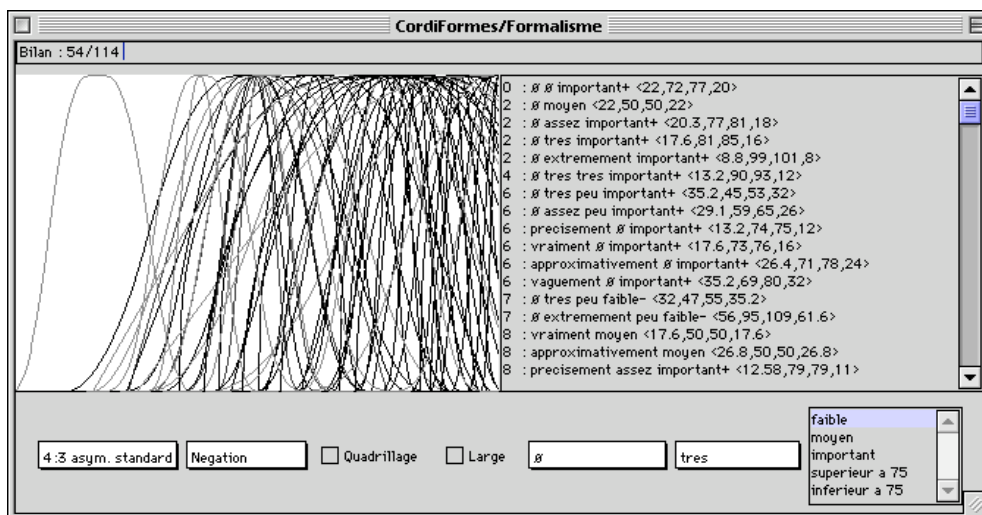 CordiFormes/Formalisme
Bilan : 54/114
0 : ø ø important+ <22,72,77,20>
2 : ø moyen <22,50,50,22>
2 : ø assez important+ <20.3,77,81,18>
2 : ø tres important+ <17.6,81,85,16>
2 : ø extremement important+ <8.8,99,101,8>
4 : ø tres tres important+ <13.2,90,93,12>
6 : ø tres peu important+ <35.2,45,53,32>
6 : ø assez peu important+ <29.1,59,65,26>
6 : precisement ø important+ <13.2,74,75,12>
6 : vraiment ø important+ <17.6,73,76,16>
6 : approximativement ø important+ <26.4,71,78,24>
6 : vaguement ø important+ <35.2,69,80,32>
7 : ø tres peu faible- <32,47,55,35.2>
7 : ø extremement peu faible- <56,95,109,61.6>
8 : vraiment moyen <17.6,50,50,17.6>
8 : approximativement moyen <26.8,50,50,26.8>
8 : precisement assez important+ <12.58,79,79,11>
4:3 asym. standard Negation Quadrillage Large ø tres
faible
moyen
important
superieur a 75
inferieur a 75